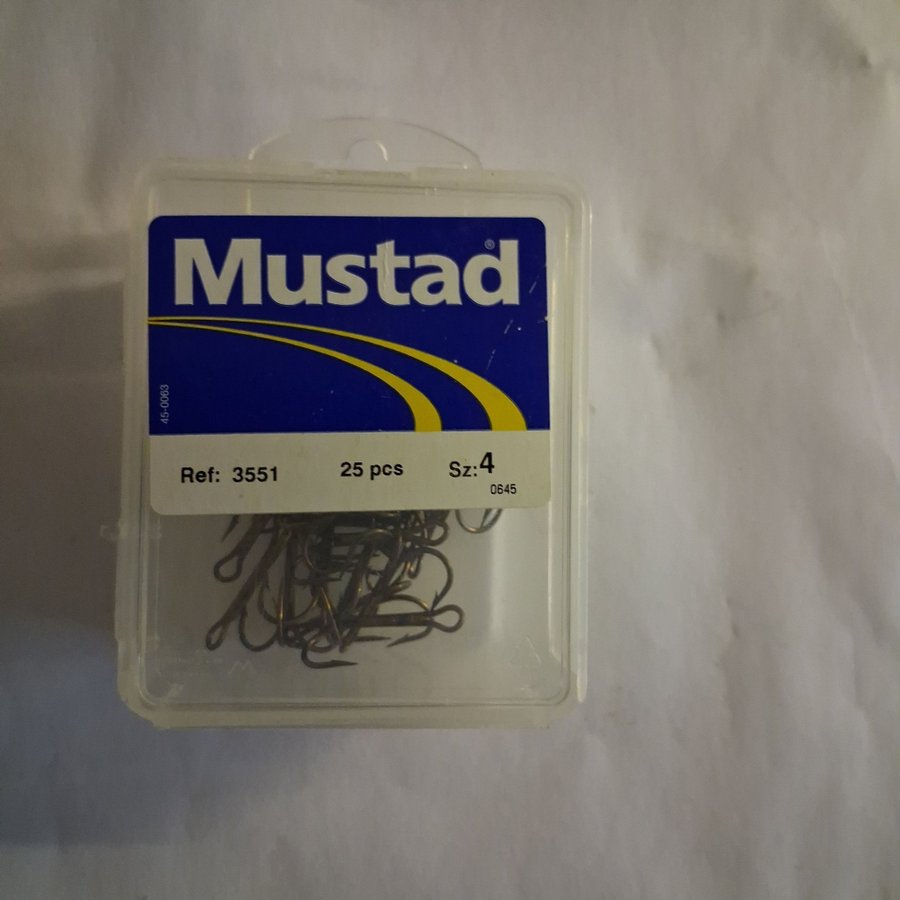 Mustad®
45-0063
Ref: 3551 25 pcs Sz:4
0645